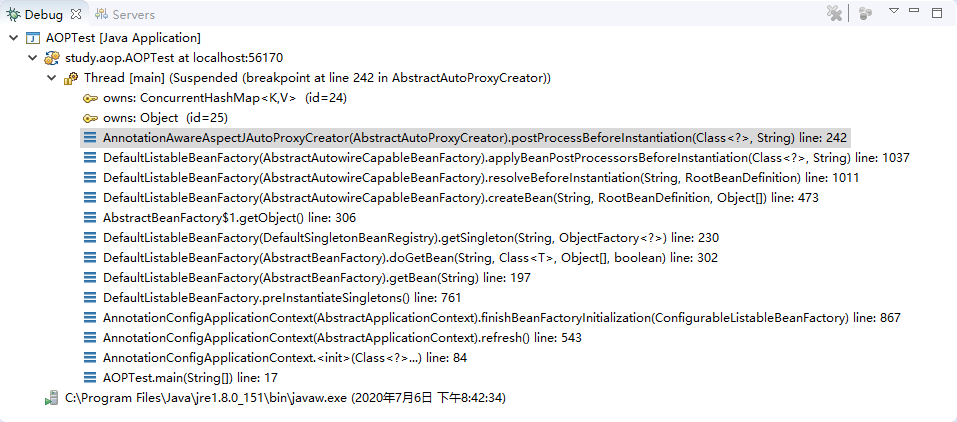 Debug Servers
AOPTest [Java Application]
study.aop.AOPTest at localhost:56170
Thread [main] (Suspended (breakpoint at line 242 in AbstractAutoProxyCreator))
owns: ConcurrentHashMap<K,V> (id=24)
owns: Object (id=25)
AnnotationAwareAspectJAutoProxyCreator(AbstractAutoProxyCreator).postProcessBeforeInstantiation(Class<?>, String) line: 242
DefaultListableBeanFactory(AbstractAutowireCapableBeanFactory).applyBeanPostProcessorsBeforeInstantiation(Class<?>, String) line: 1037
DefaultListableBeanFactory(AbstractAutowireCapableBeanFactory).resolveBeforeInstantiation(String, RootBeanDefinition) line: 1011
DefaultListableBeanFactory(AbstractAutowireCapableBeanFactory).createBean(String, RootBeanDefinition, Object[]) line: 473
AbstractBeanFactory$1.getObject() line: 306
DefaultListableBeanFactory(DefaultSingletonBeanRegistry).getSingleton(String, ObjectFactory<?>) line: 230
DefaultListableBeanFactory(AbstractBeanFactory).doGetBean(String, Class<T>, Object[], boolean) line: 302
DefaultListableBeanFactory(AbstractBeanFactory).getBean(String) line: 197
DefaultListableBeanFactory.preInstantiateSingletons() line: 761
AnnotationConfigApplicationContext(AbstractApplicationContext).finishBeanFactoryInitialization(ConfigurableListableBeanFactory) line: 867
AnnotationConfigApplicationContext(AbstractApplicationContext).refresh() line: 543
AnnotationConfigApplicationContext.<init>(Class<?>...) line: 84
AOPTest.main(String[]) line: 17
C:\Program Files\Java\jre1.8.0_151\bin\javaw.exe (2020年7月6日 下午8:42:34)